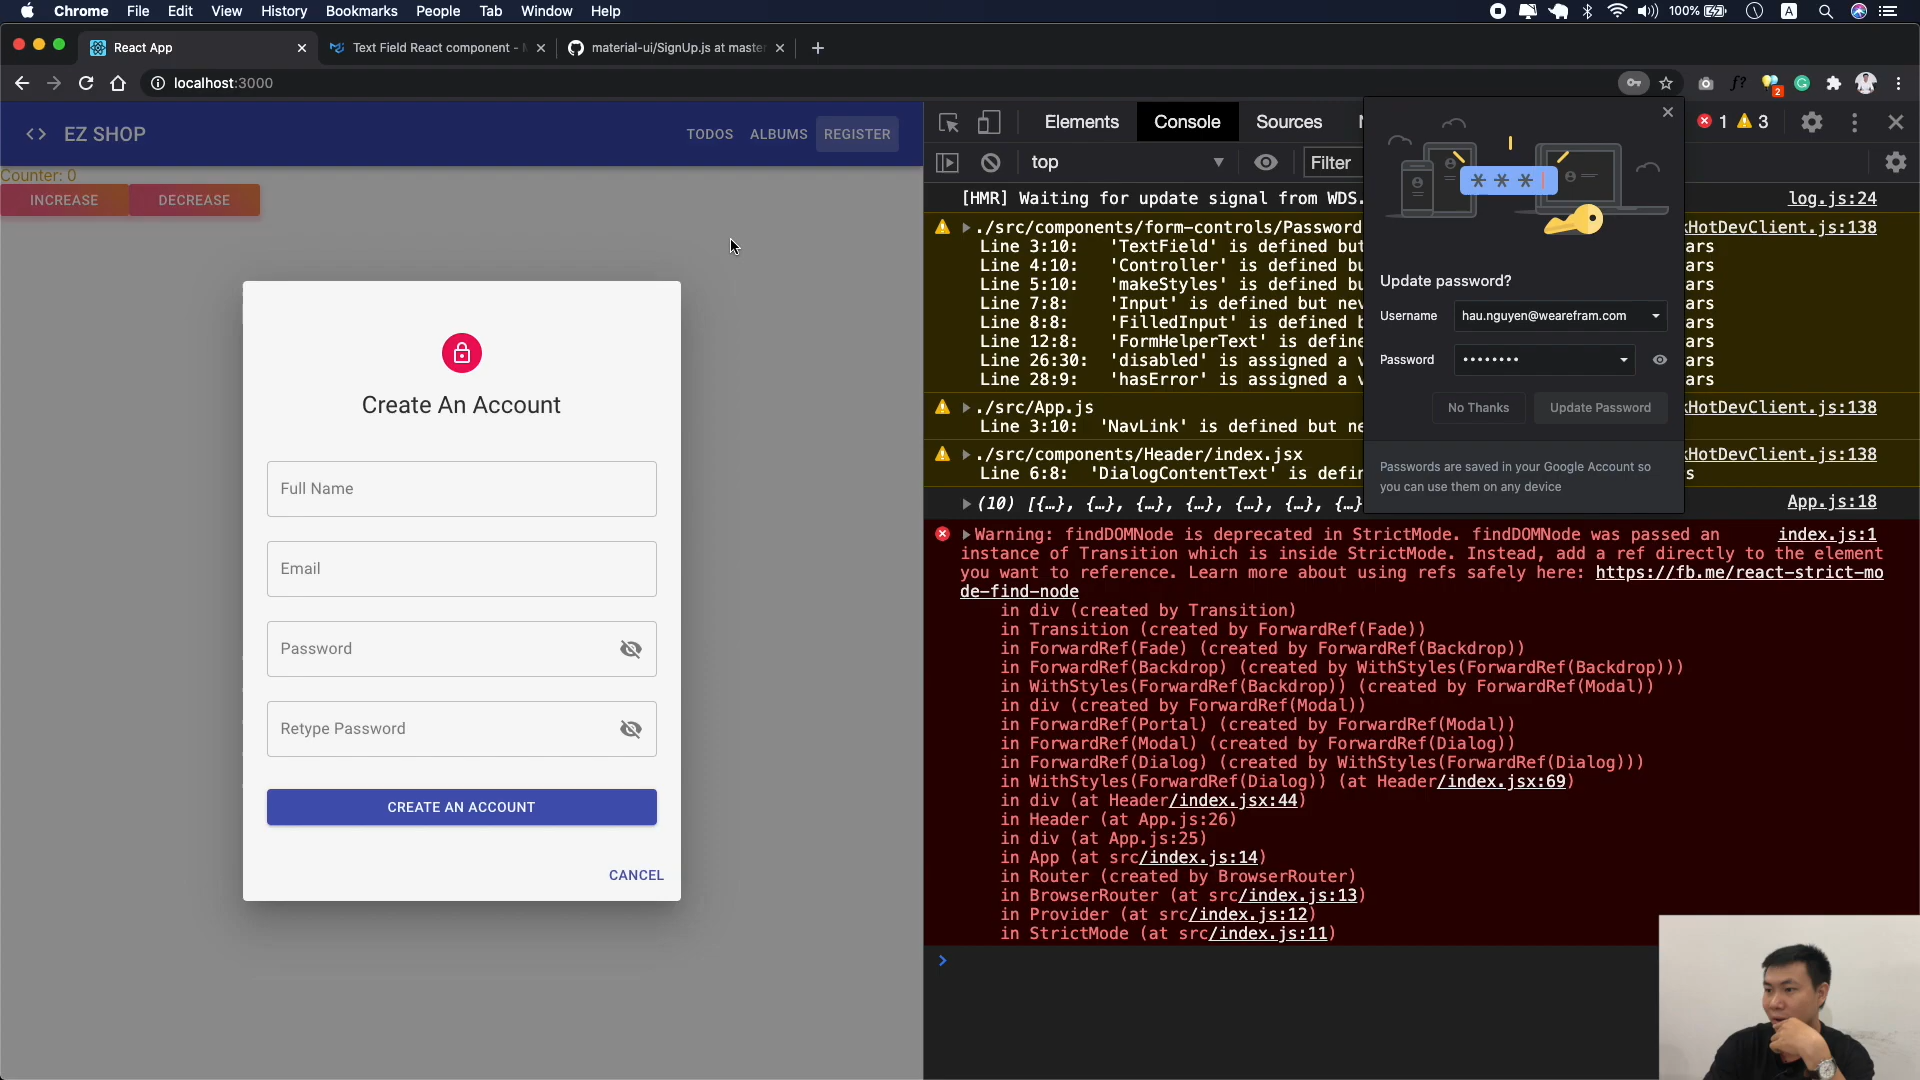 Chrome File Edit View History Bookmarks People Tab Window Help
100% A
React App
Text Field React component -
material-ui/SignUp.js at master
localhost:3000
2
EZ SHOP
TODOS ALBUMS REGISTER
Counter: 0
INCREASE DECREASE
Create An Account
Full Name
Email
Password
Retype Password
CREATE AN ACCOUNT
CANCEL
Elements Console Sources
1 3
top
Filter
[HMR] Waiting for update signal from WDS. log.js:24
./src/components/form-controls/Password HotDevClient.js:138
Line 3:10: 'TextField' is defined
Line 4:10: 'Controller' is defined
Line 5:10: 'makeStyles' is defined
Line 7:8: 'Input' is defined but
Line 8:8: 'FilledInput' is defined
Line 12:8: 'FormHelperText' is
Line 26:30: 'disabled' is assigned a
Line 28:9: 'hasError' is assigned a
./src/App.js HotDevClient.js:138
Line 3:10: 'NavLink' is defined but
./src/components/Header/index.jsx HotDevClient.js:138
Line 6:8: 'DialogContentText' is
(10) [{…}, {…}, {…}, {…}, {…}, {…}, {…} App.js:18
Update password?
Username hau.nguyen@wearefram.com
Password ••••••••
No Thanks Update Password
Passwords are saved in your Google Account so
you can use them on any device
Warning: findDOMNode is deprecated in StrictMode. findDOMNode was passed an index.js:1
instance of Transition which is inside StrictMode. Instead, add a ref directly to the element
you want to reference. Learn more about using refs safely here: https://fb.me/react-strict-mo
de-find-node
in div (created by Transition)
in Transition (created by ForwardRef(Fade))
in ForwardRef(Fade) (created by ForwardRef(Backdrop))
in ForwardRef(Backdrop) (created by WithStyles(ForwardRef(Backdrop)))
in WithStyles(ForwardRef(Backdrop)) (created by ForwardRef(Modal))
in div (created by ForwardRef(Modal))
in ForwardRef(Portal) (created by ForwardRef(Modal))
in ForwardRef(Modal) (created by ForwardRef(Dialog))
in ForwardRef(Dialog) (created by WithStyles(ForwardRef(Dialog)))
in WithStyles(ForwardRef(Dialog)) (at Header/index.jsx:69)
in div (at Header/index.jsx:44)
in Header (at App.js:26)
in div (at App.js:25)
in App (at src/index.js:14)
in Router (created by BrowserRouter)
in BrowserRouter (at src/index.js:13)
in Provider (at src/index.js:12)
in StrictMode (at src/index.js:11)